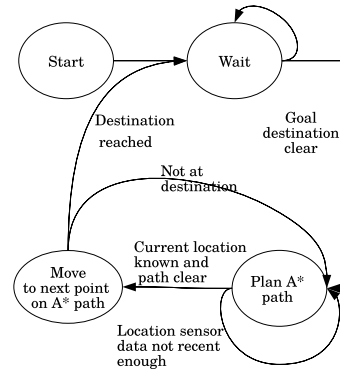 Start
Wait
Destination
reached
Goal
destination
clear
Not at
destination
Current location
known and
path clear
Move
to next point
on A* path
Plan A*
path
Location sensor
data not recent
enough